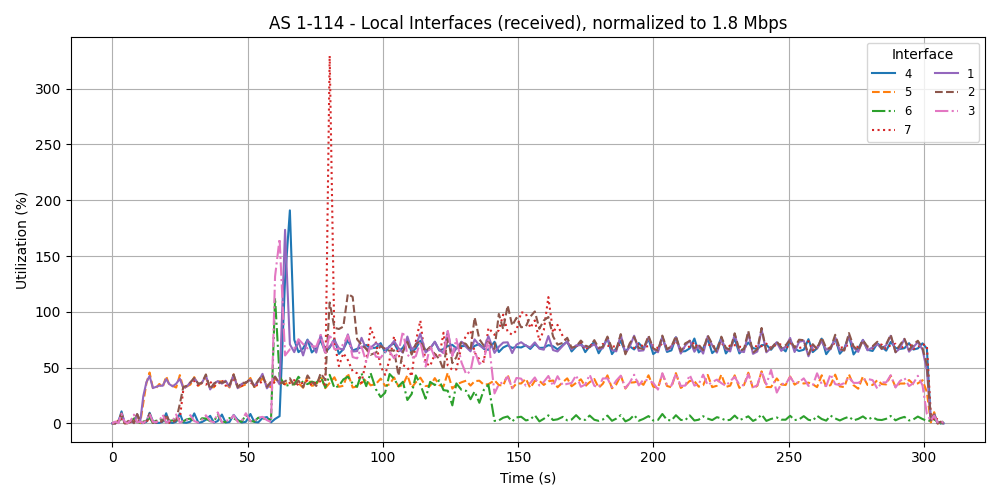 AS 1-114 - Local Interfaces (received), normalized to 1.8 Mbps
Utilization (%)
300
250
200
150
100
50
0
Interface
4 1
5 2
6 3
7
0 50 100 150 200 250 300
Time (s)